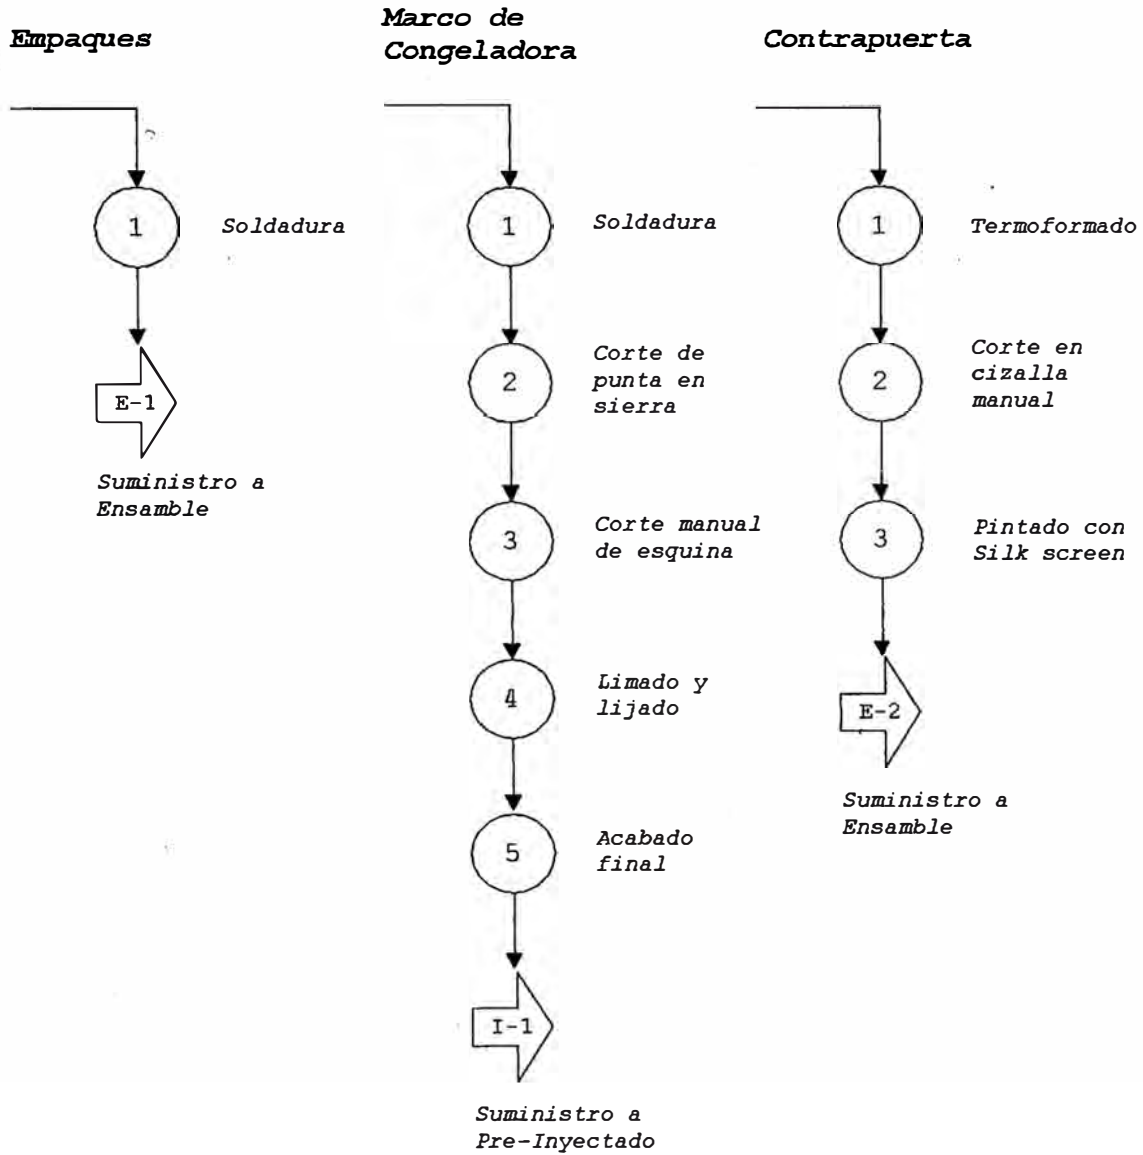 Empaques
1
Soldadura
E-1
Suministro a
Ensamble
Marco de
Congeladora
1
Soldadura
2
Corte de
punta en
sierra
3
Corte manual
de esquina
4
Limado y
lijado
5
Acabado
final
I-1
Suministro a
Pre-Inyectado
Contrapuerta
1
Termoformado
2
Corte en
cizalla
manual
3
Pintado con
Silk screen
E-2
Suministro a
Ensamble